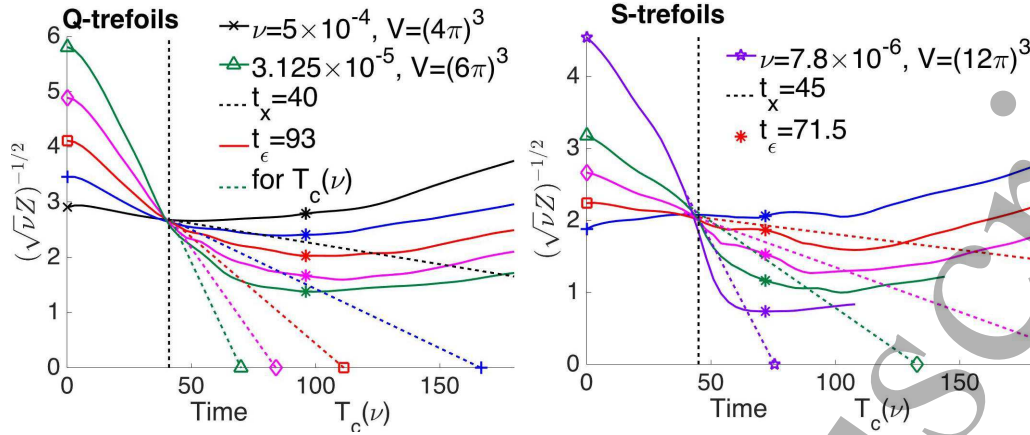 Q-trefoils
ν=5×10⁻⁴, V=(4π)³
3.125×10⁻⁵, V=(6π)³
t_x=40
t_ϵ=93
for T_c(ν)
(√νZ)^{-1/2}
6
5
4
3
2
1
0
0
50
100
150
Time
T_c(ν)
S-trefoils
ν=7.8×10⁻⁶, V=(12π)³
t_x=45
t_ϵ=71.5
(√νZ)^{-1/2}
4
3
2
1
0
0
50
100
150
Time
T_c(ν)